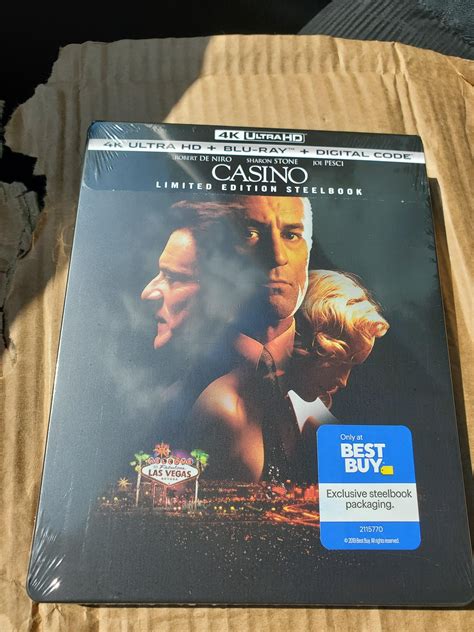 4K ULTRA HD
4K ULTRA HD + BLU-RAY™ + DIGITAL CODE
ROBERT DE NIRO SHARON STONE JOE PESCI
CASINO
LIMITED EDITION STEELBOOK
WELCOME
TO Fabulous
LAS VEGAS
NEVADA
Only at
BEST
BUY
Exclusive steelbook
packaging.
2115770
Best Buy. All rights reserved.